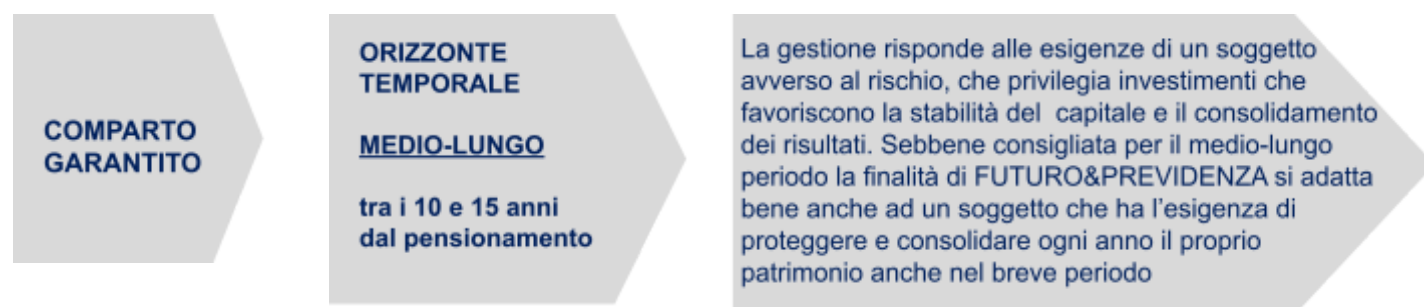 COMPARTO
GARANTITO
ORIZZONTE
TEMPORALE
MEDIO-LUNGO
tra i 10 e 15 anni
dal pensionamento
La gestione risponde alle esigenze di un soggetto
avverso al rischio, che privilegia investimenti che
favoriscono la stabilità del capitale e il consolidamento
dei risultati. Sebbene consigliata per il medio-lungo
periodo la finalità di FUTURO&PREVIDENZA si adatta
bene anche ad un soggetto che ha l'esigenza di
proteggere e consolidare ogni anno il proprio
patrimonio anche nel breve periodo